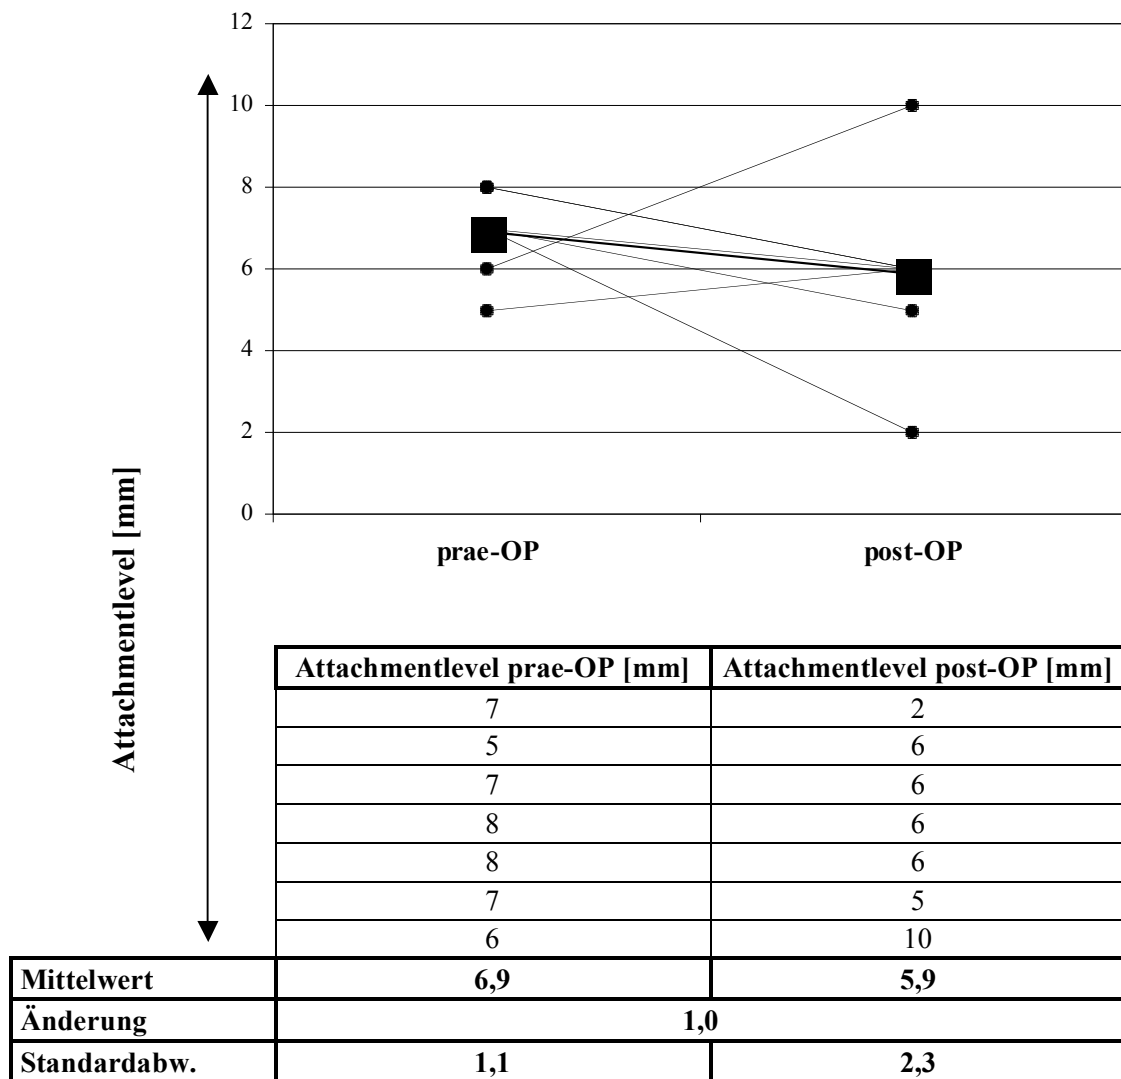 12
10
8
6
4
2
0
Attachmentlevel [mm]
prae-OP post-OP
Attachmentlevel prae-OP [mm] Attachmentlevel post-OP [mm]
7 2
5 6
7 6
8 6
8 6
7 5
6 10
Mittelwert 6,9 5,9
Änderung 1,0
Standardabw. 1,1 2,3